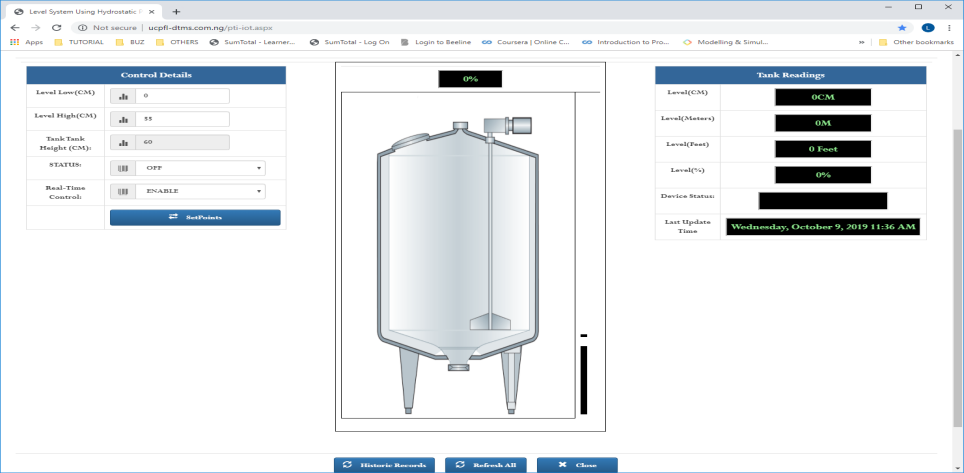 Level System Using Hydrostatic P
Not secure | ucpfl-dtms.com.ng/pti-iot.aspx
L
Apps TUTORIAL BUZ OTHERS SumTotal - Learner... SumTotal - Log On Login to Beeline Coursera | Online C... Introduction to Pro... Modelling & Simul... » Other bookmarks
Control Details
Level Low(CM) 0
Level High(CM) 55
Tank Tank
Height (CM): 60
STATUS: OFF
Real-Time
Control: ENABLE
SetPoints
0%
Tank Readings
Level(CM) 0CM
Level(Meters) 0M
Level(Feet) 0 Feet
Level(%) 0%
Device Status:
Last Update
Time Wednesday, October 9, 2019 11:36 AM
Historic Records Refresh All Close